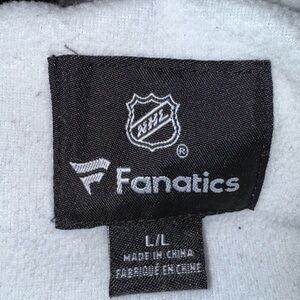 NHL
®
Fanatics
L/L
MADE IN CHINA
FABRIQUÉ EN CHINE